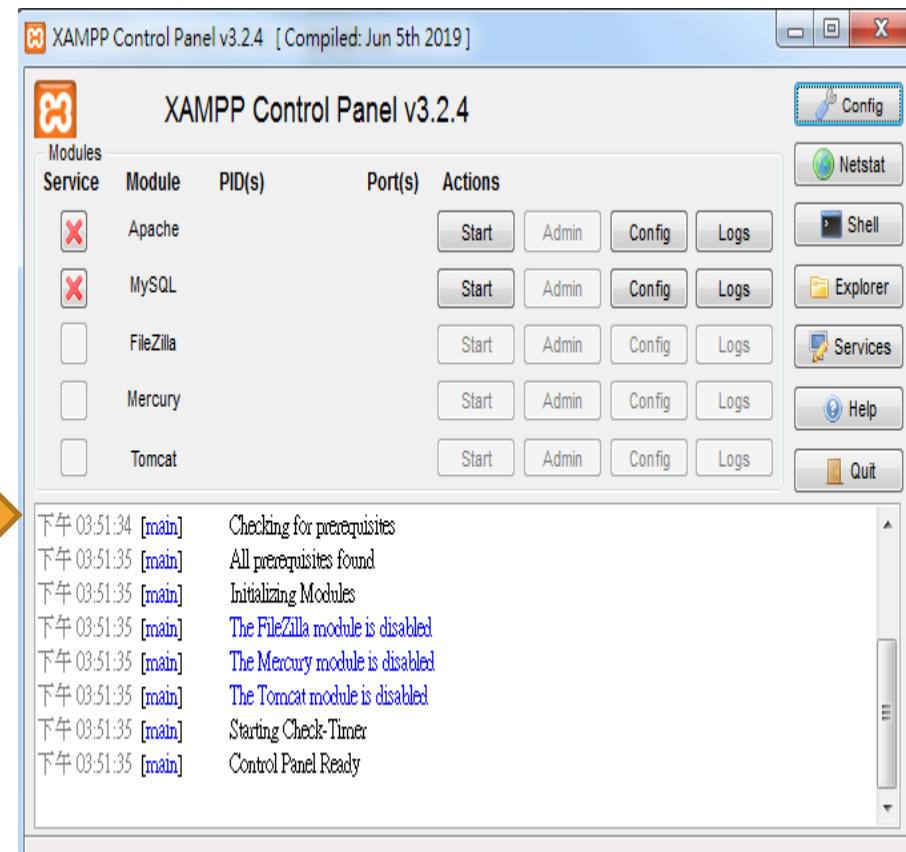 XAMPP Control Panel v3.2.4 [ Compiled: Jun 5th 2019 ]
XAMPP Control Panel v3.2.4
Config
Modules
Service Module PID(s) Port(s) Actions
Netstat
Apache Start Admin Config Logs
Shell
MySQL Start Admin Config Logs
Explorer
FileZilla Start Admin Config Logs
Services
Mercury Start Admin Config Logs
Help
Tomcat Start Admin Config Logs
Quit
下午 03:51:34 [main] Checking for prerequisites
下午 03:51:35 [main] All prerequisites found
下午 03:51:35 [main] Initializing Modules
下午 03:51:35 [main] The FileZilla module is disabled
下午 03:51:35 [main] The Mercury module is disabled
下午 03:51:35 [main] The Tomcat module is disabled
下午 03:51:35 [main] Starting Check-Timer
下午 03:51:35 [main] Control Panel Ready